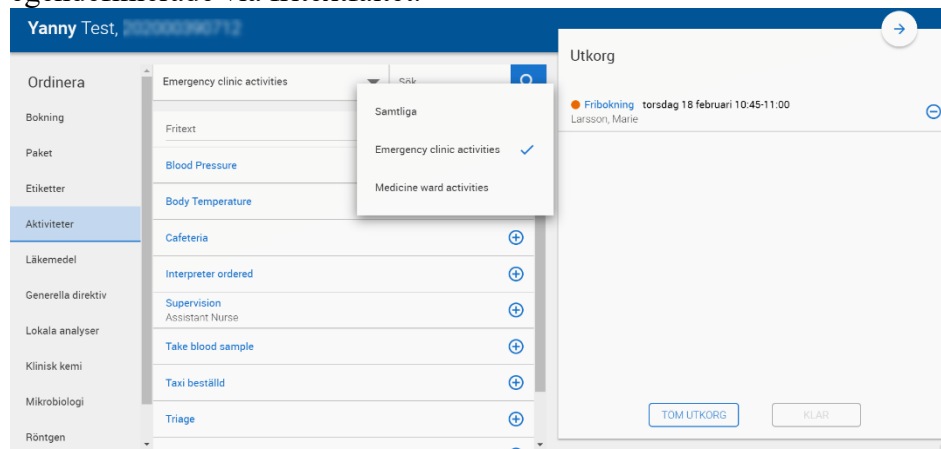 Yanny Test,
Utkorg
Fribokning torsdag 18 februari 10:45-11:00
Larsson, Marie
TOM UTKORG
KLAR
Ordinera
Bokning
Paket
Etiketter
Aktiviteter
Läkemedel
Generella direktiv
Lokala analyser
Klinisk kemi
Mikrobiologi
Röntgen
Emergency clinic activities
Sök
Samtliga
Emergency clinic activities
Medicine ward activities
Fritext
Blood Pressure
Body Temperature
Cafeteria
Interpreter ordered
Supervision
Assistant Nurse
Take blood sample
Taxi beställd
Triage